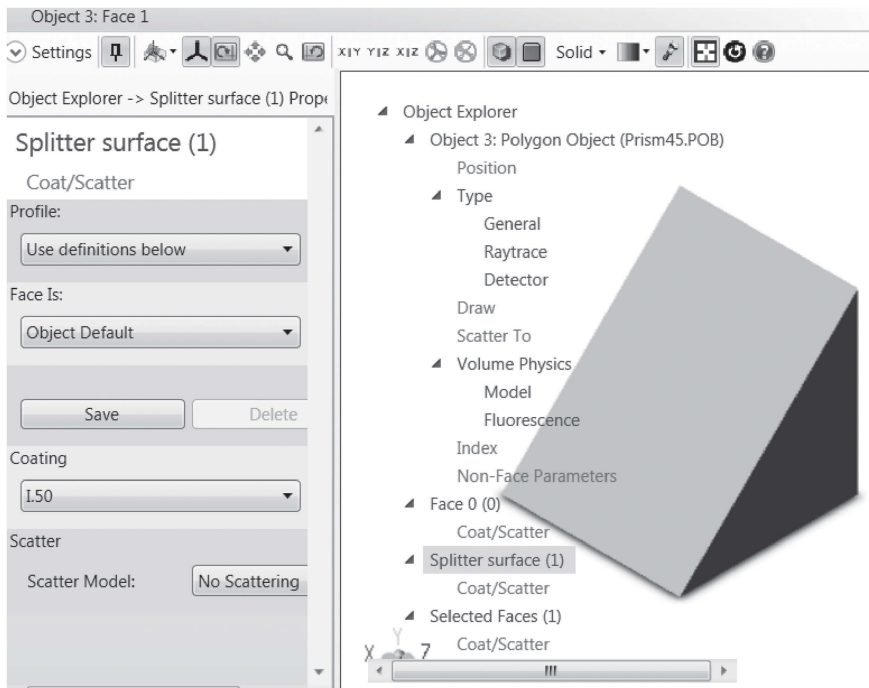 Object 3: Face 1
Settings
X|Y Y|Z X|Z
Solid
Object Explorer -> Splitter surface (1) Prope
Splitter surface (1)
Coat/Scatter
Profile:
Use definitions below
Face Is:
Object Default
Save
Delete
Coating
I.50
Scatter
Scatter Model:
No Scattering
Object Explorer
Object 3: Polygon Object (Prism45.POB)
Position
Type
General
Raytrace
Detector
Draw
Scatter To
Volume Physics
Model
Fluorescence
Index
Non-Face Parameters
Face 0 (0)
Coat/Scatter
Splitter surface (1)
Coat/Scatter
Selected Faces (1)
Coat/Scatter
Y
X
Z